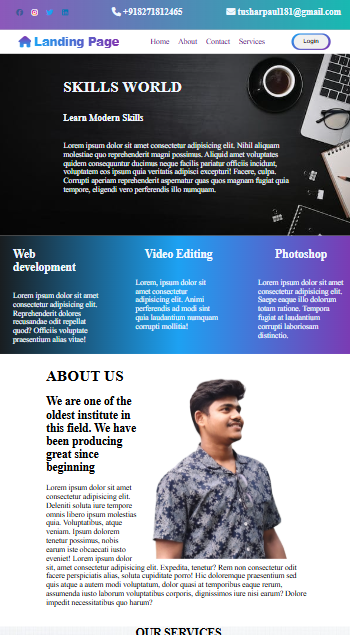 +918271812465
tusharpaul181@gmail.com
Landing Page
Home About Contact Services
Login
SKILLS WORLD
Learn Modern Skills
Lorem ipsum dolor sit amet consectetur adipisicing elit. Nihil aliquam
molestiae quo reprehenderit magni possimus. Aliquid amet voluptates
quidem consequuntur ducimus neque facilis pariatur officiis incidunt,
voluptatem eos ipsum quia veritatis adipisci excepturi! Facere, culpa.
Corrupti aperiam reprehenderit aspernatur quas quos magnam fugiat quia
tempore, eligendi vero perferendis illo numquam.
Web
development
Lorem ipsum dolor sit amet
consectetur adipisicing elit.
Reprehenderit dolores
recusandae odit repellat
quod? Officiis voluptate
praesentium alias vitae!
Video Editing
Lorem, ipsum dolor sit
amet consectetur
adipisicing elit. Animi
perferendis modi dolor sint
quia laudantium numquam
corrupti mollitia!
Photoshop
Lorem ipsum dolor sit amet
consectetur adipisicing elit.
Saepe eaque illo dolorum
totam ratione. Tempora
fugiat at laudantium
corrupti laboriosam
distinctio.
ABOUT US
We are one of the
oldest institute in
this field. We have
been producing
great since
beginning
Lorem ipsum dolor sit amet
consectetur adipisicing elit.
Deleniti soluta iure tempore
omnis libero ipsum molestias
quia. Voluptatibus, atque
veniam. Ipsum dolorem
tenetur possimus, nobis
earum iste obcaecati iusto
eveniet! Lorem ipsum dolor
sit, amet consectetur adipisicing elit. Expedita, tenetur? Rem non consectetur odit
facere perspiciatis alias, soluta cupiditate porro! Hic doloremque praesentium sed
quis atque a autem modi voluptatum, dolor quasi at temporibus eaque rerum,
assumenda iusto laborum voluptatibus corporis, dignissimos iure nisi earum? Dolore
impedit necessitatibus quo harum?
OUR SERVICES